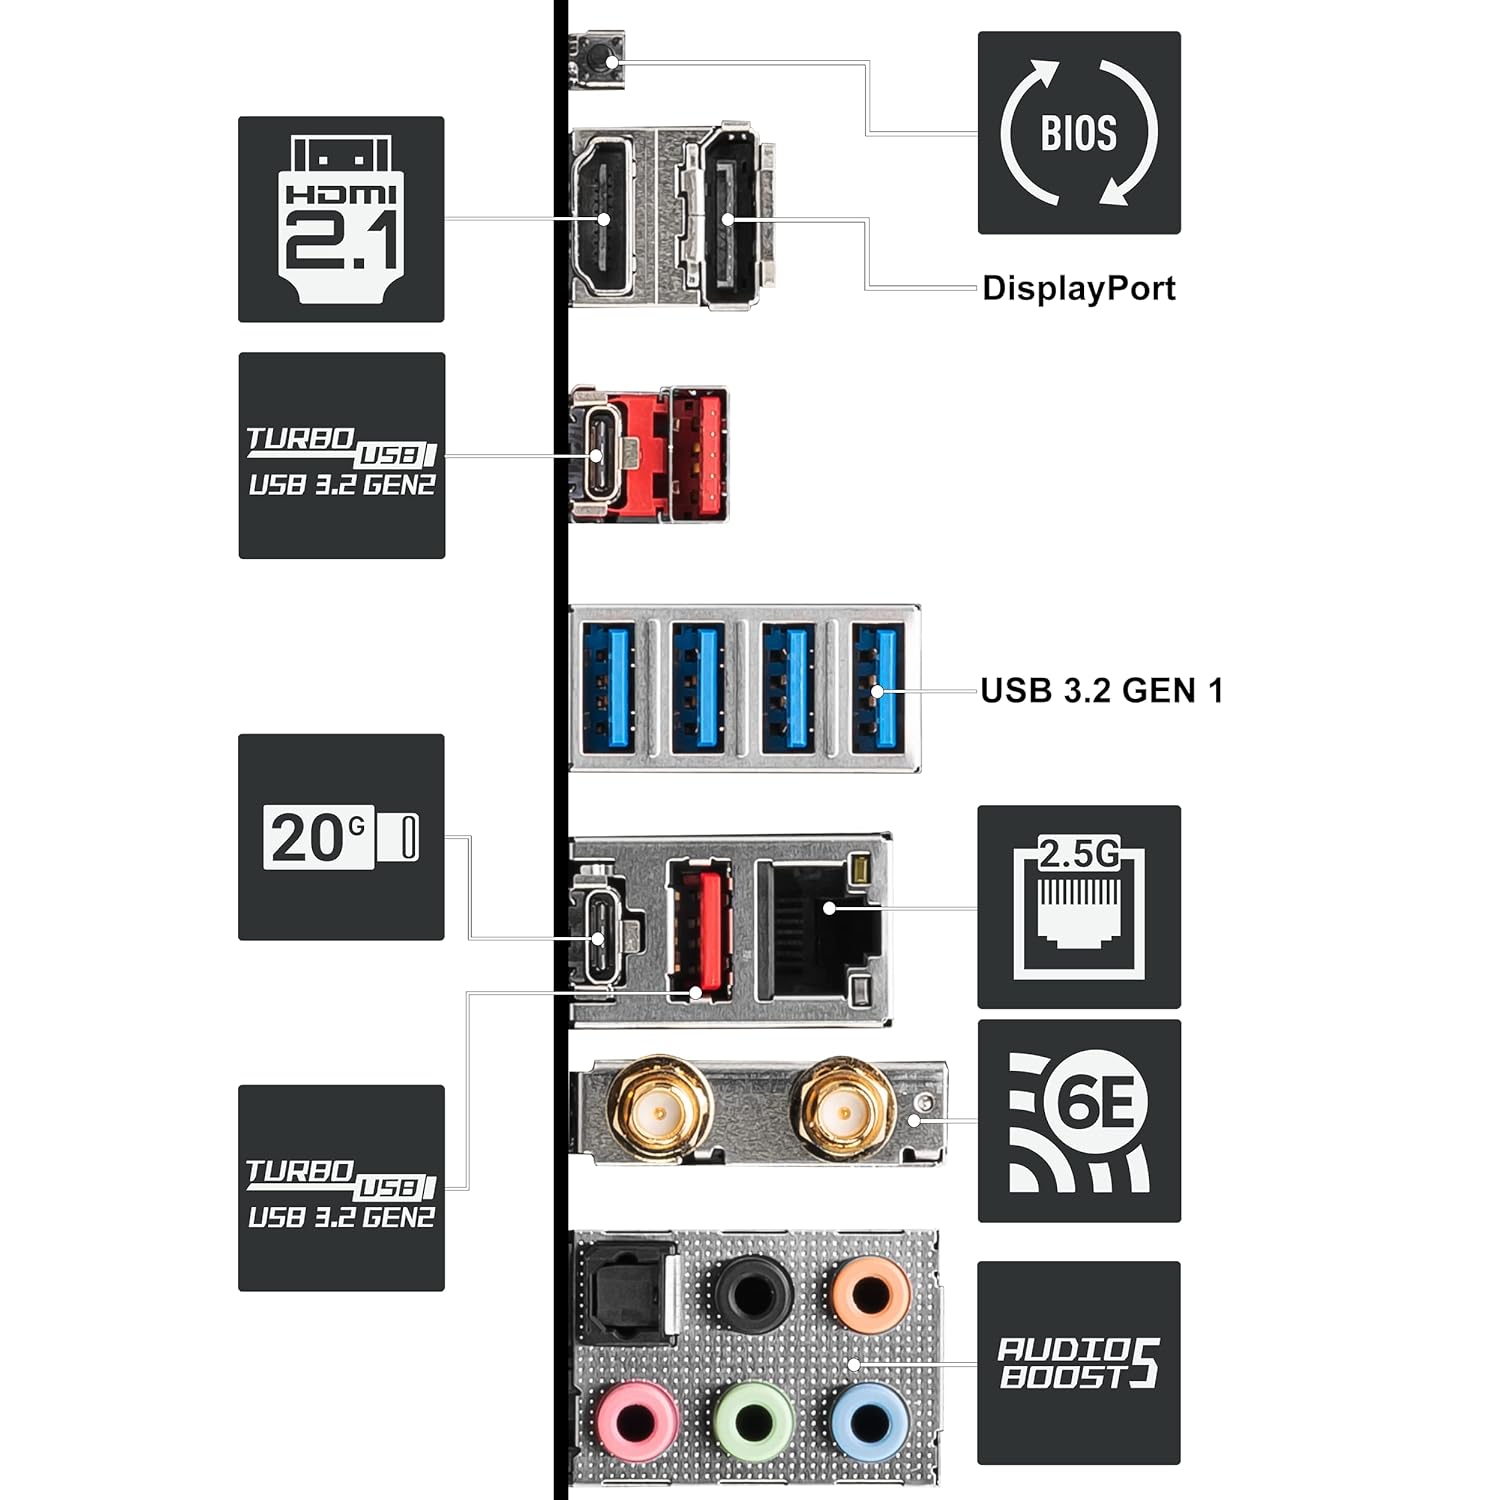 BIOS
HDMI
2.1
DisplayPort
TURBO
USB
USB 3.2 GEN2
USB 3.2 GEN 1
20G
2.5G
6E
TURBO
USB
USB 3.2 GEN2
AUDIO
BOOST 5